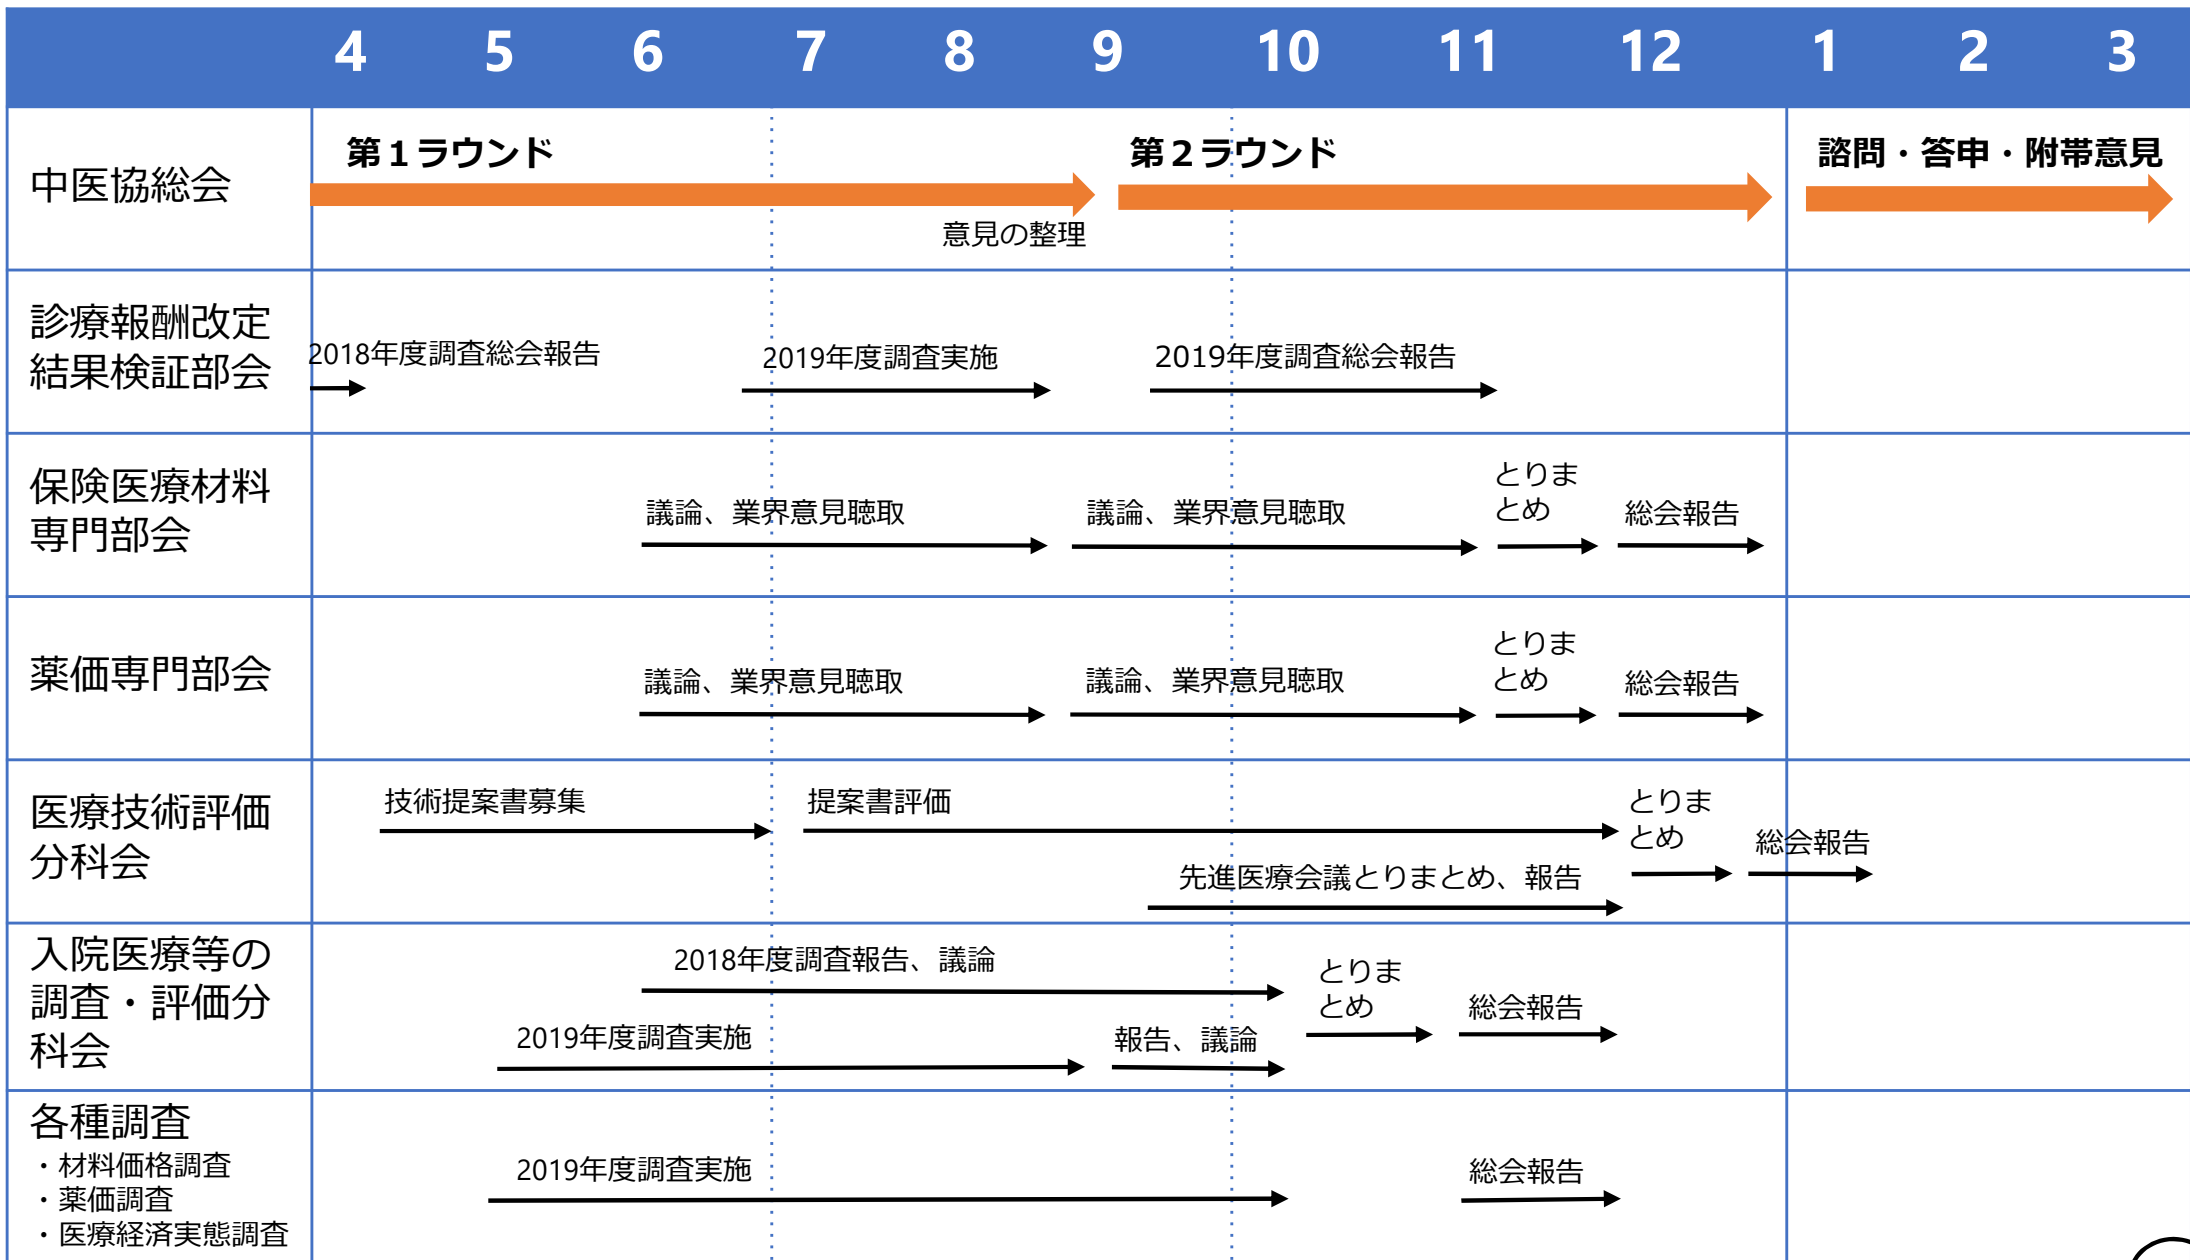 4 5 6 7 8 9 10 11 12 1 2 3
中医協総会
第１ラウンド
意見の整理
第２ラウンド
諮問・答申・附帯意見
診療報酬改定
結果検証部会
2018年度調査総会報告
2019年度調査実施
2019年度調査総会報告
保険医療材料
専門部会
議論、業界意見聴取
議論、業界意見聴取
とりま
とめ
総会報告
薬価専門部会
議論、業界意見聴取
議論、業界意見聴取
とりま
とめ
総会報告
医療技術評価
分科会
技術提案書募集
提案書評価
先進医療会議とりまとめ、報告
とりま
とめ
総会報告
入院医療等の
調査・評価分
科会
2018年度調査報告、議論
2019年度調査実施
報告、議論
とりま
とめ
総会報告
各種調査
・材料価格調査
・薬価調査
・医療経済実態調査
2019年度調査実施
総会報告